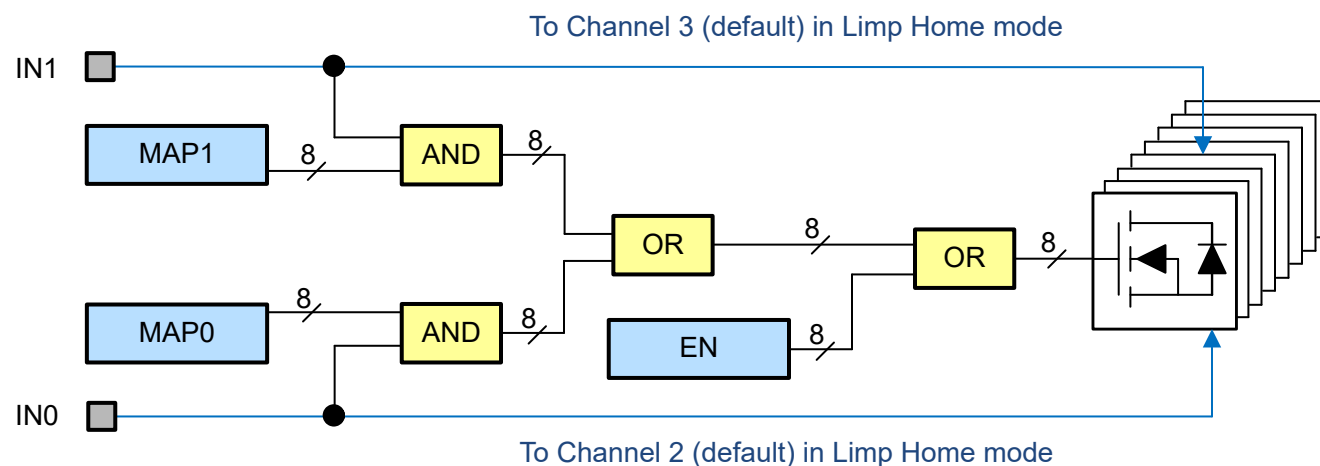 To Channel 3 (default) in Limp Home mode
IN1
MAP1
8
AND
8
OR
8
OR
8
MAP0
8
AND
8
EN
8
IN0
To Channel 2 (default) in Limp Home mode